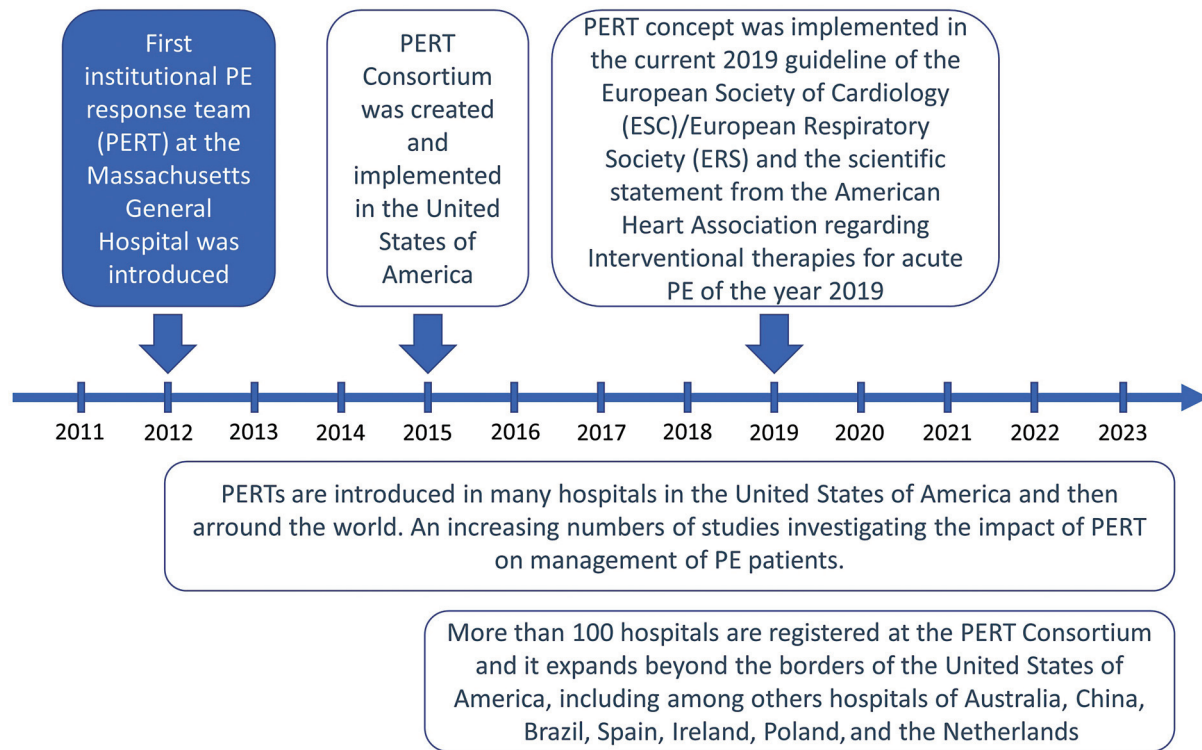 First
institutional PE
response team
(PERT) at the
Massachusetts
General
Hospital was
introduced
PERT
Consortium
was created
and
implemented
in the United
States of
America
PERT concept was implemented in
the current 2019 guideline of the
European Society of Cardiology
(ESC)/European Respiratory
Society (ERS) and the scientific
statement from the American
Heart Association regarding
Interventional therapies for acute
PE of the year 2019
2011 2012 2013 2014 2015 2016 2017 2018 2019 2020 2021 2022 2023
PERTs are introduced in many hospitals in the United States of America and then
arround the world. An increasing numbers of studies investigating the impact of PERT
on management of PE patients.
More than 100 hospitals are registered at the PERT Consortium
and it expands beyond the borders of the United States of
America, including among others hospitals of Australia, China,
Brazil, Spain, Ireland, Poland, and the Netherlands